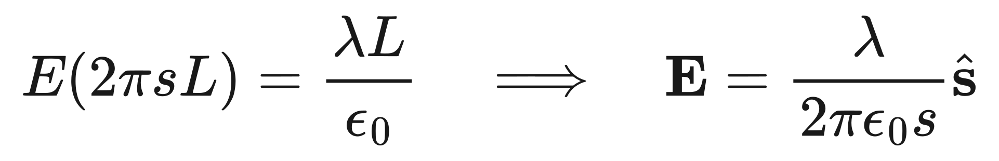 E(2πsL) = λL/ϵ₀ ⟹ 𝐄 = λ/(2πϵ₀s) 𝐬̂